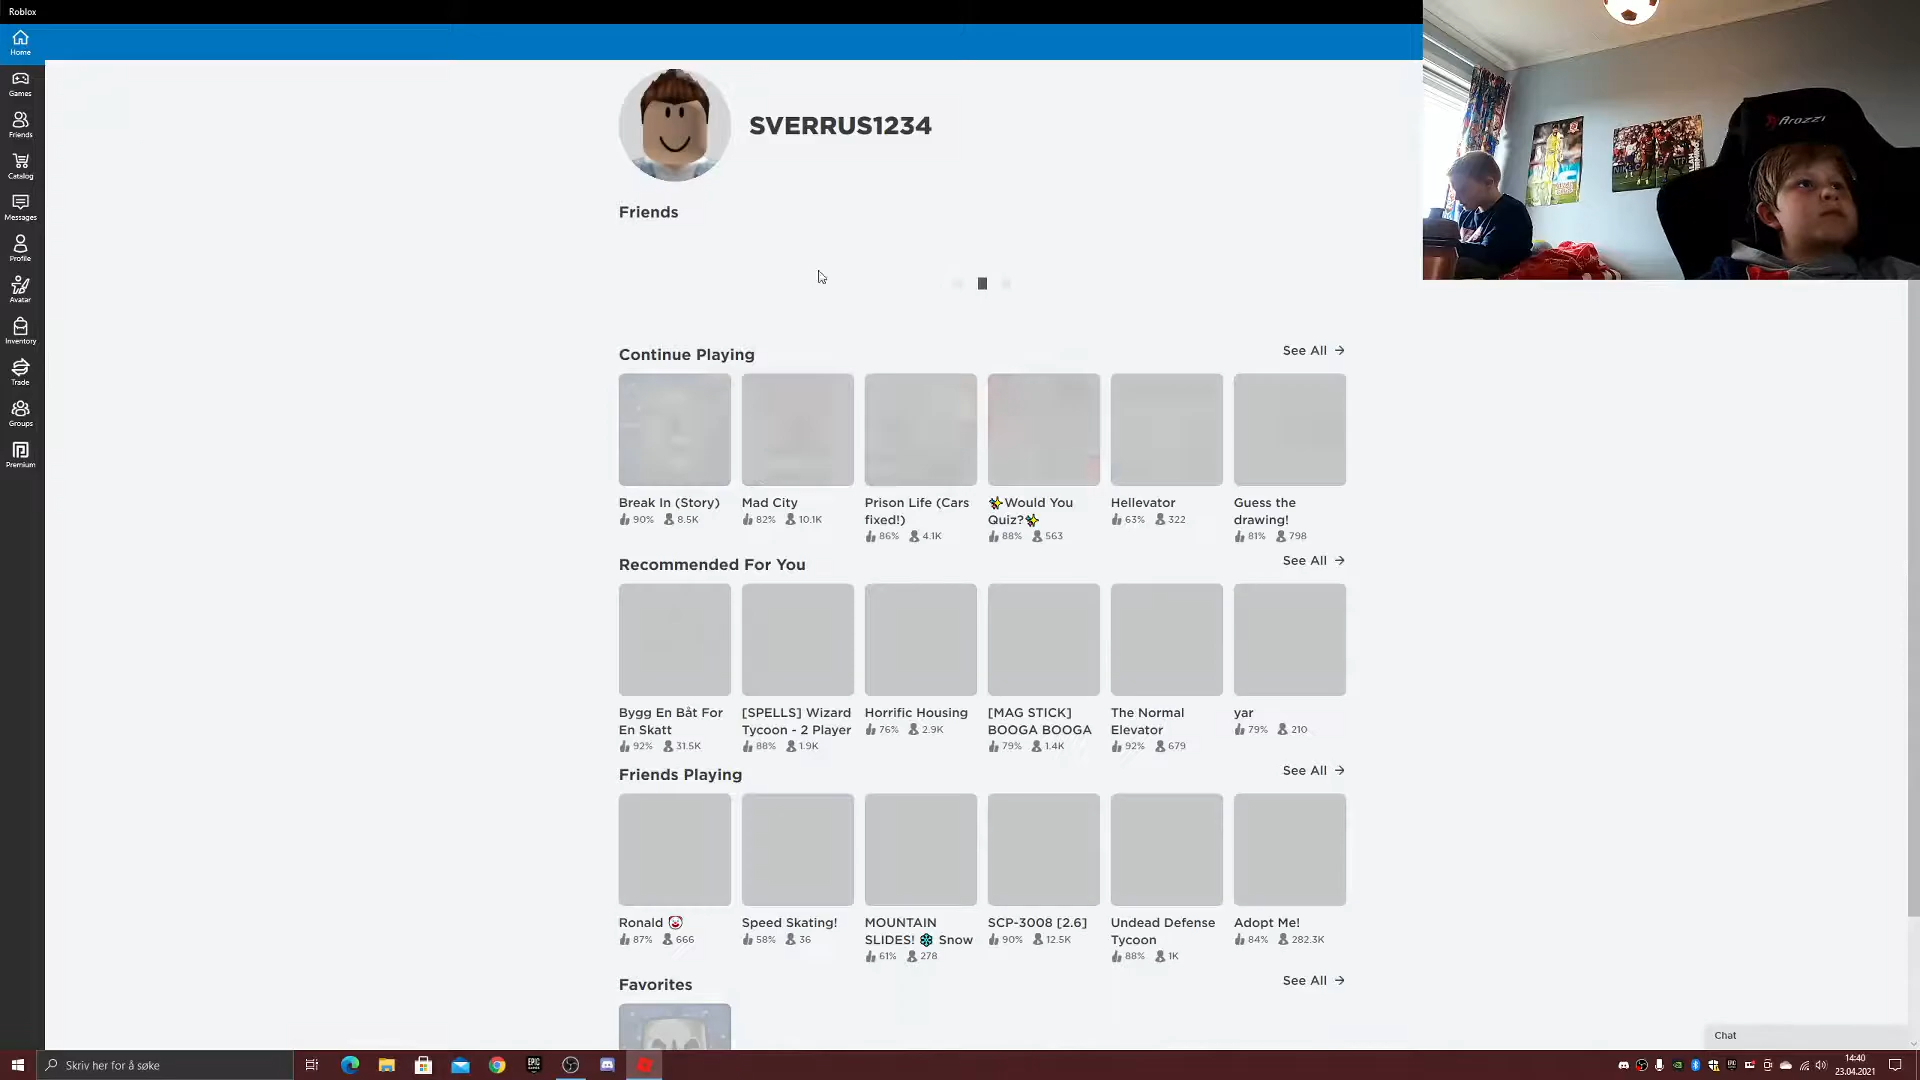 Roblox
Home
Games
Friends
Catalog
Messages
Profile
Avatar
Inventory
Trade
Groups
Premium
SVERRUS1234
Friends
Continue Playing
See All →
Break In (Story)
90% 8.5K
Mad City
82% 10.1K
Prison Life (Cars
fixed!)
86% 4.1K
✨Would You
Quiz?✨
88% 563
Hellevator
63% 322
Guess the
drawing!
81% 798
Recommended For You
See All →
Bygg En Båt For
En Skatt
92% 31.5K
[SPELLS] Wizard
Tycoon - 2 Player
88% 1.9K
Horrific Housing
76% 2.9K
[MAG STICK]
BOOGA BOOGA
79% 1.4K
The Normal
Elevator
92% 679
yar
79% 210
Friends Playing
See All →
Ronald 🤡
87% 666
Speed Skating!
58% 36
MOUNTAIN
SLIDES! ❄ Snow
61% 278
SCP-3008 [2.6]
90% 12.5K
Undead Defense
Tycoon
88% 1K
Adopt Me!
84% 282.3K
Favorites
See All →
Chat
Arozzi
Skriv her for å søke
EPIC
14:40
23.04.2021